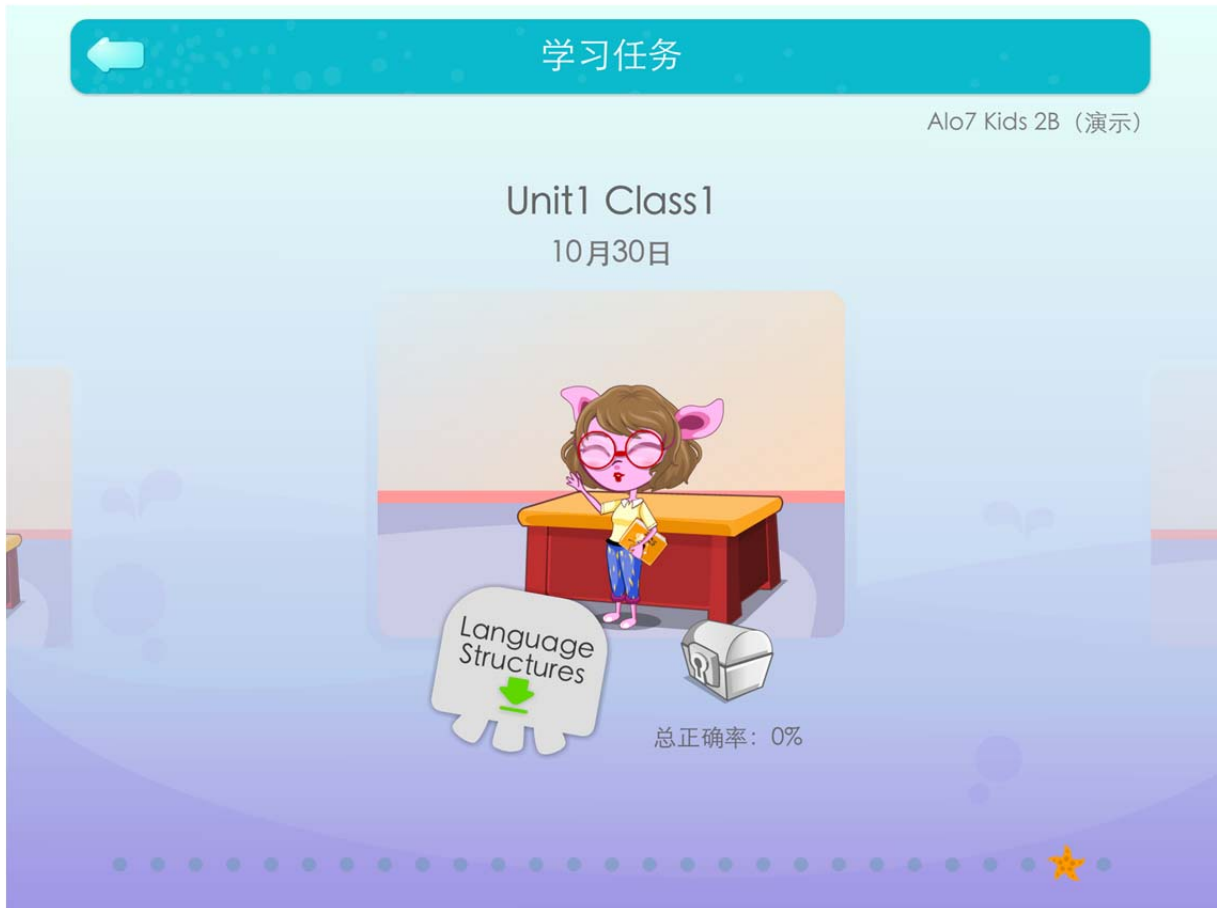 学习任务
Alo7 Kids 2B（演示）
Unit1 Class1
10月30日
Language
Structures
总正确率：0%